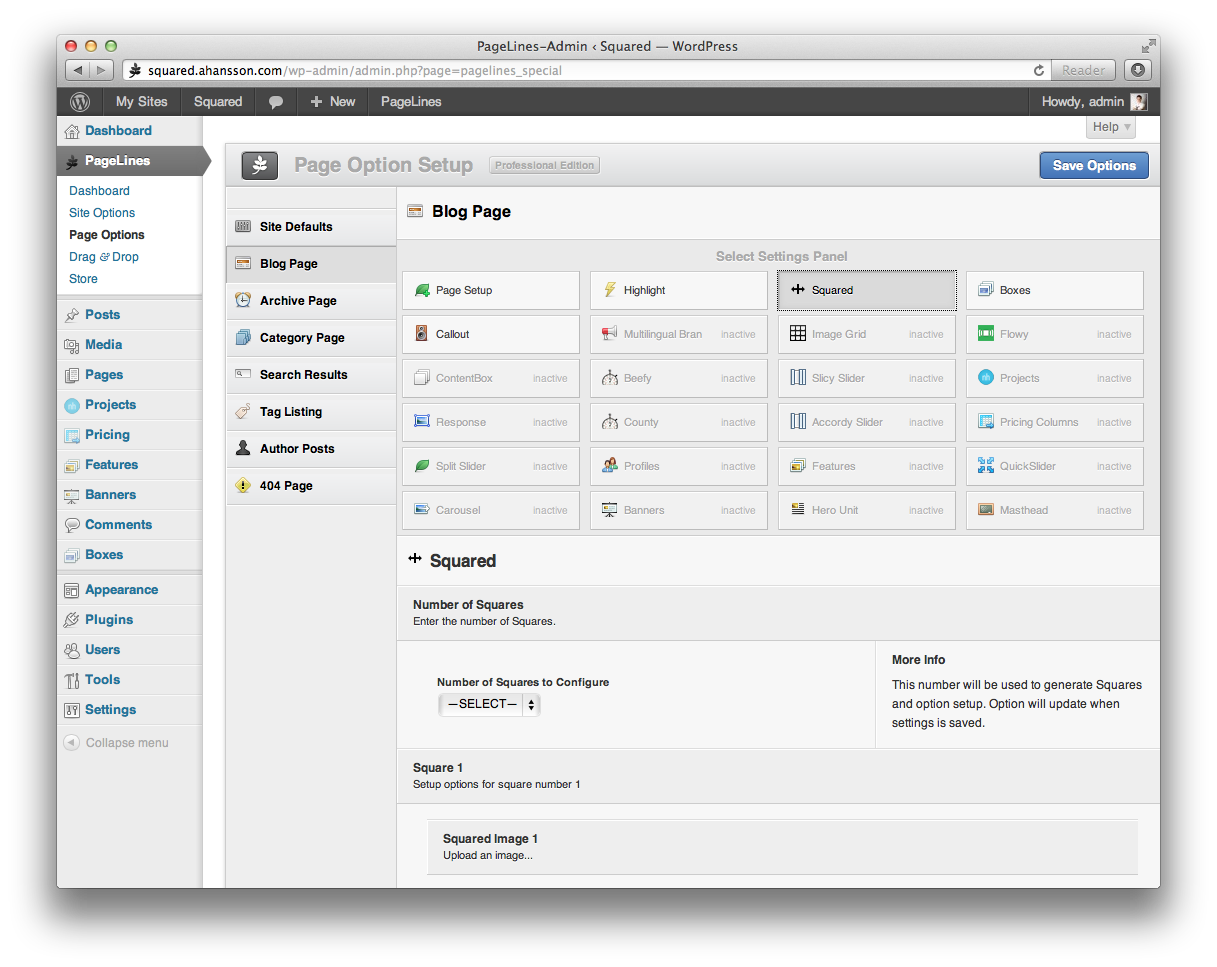 PageLines-Admin ‹ Squared — WordPress
squared.ahansson.com/wp-admin/admin.php?page=pagelines_special
Reader
My Sites
Squared
+ New
PageLines
Howdy, admin
Help
Dashboard
PageLines
Dashboard
Site Options
Page Options
Drag & Drop
Store
Posts
Media
Pages
Projects
Pricing
Features
Banners
Comments
Boxes
Appearance
Plugins
Users
Tools
Settings
Collapse menu
Page Option Setup
Professional Edition
Save Options
Site Defaults
Blog Page
Archive Page
Category Page
Search Results
Tag Listing
Author Posts
404 Page
Blog Page
Select Settings Panel
Page Setup
Highlight
Squared
Boxes
Callout
Multilingual Bran inactive
Image Grid inactive
Flowy inactive
ContentBox inactive
Beefy inactive
Slicy Slider inactive
Projects inactive
Response inactive
County inactive
Accordy Slider inactive
Pricing Columns inactive
Split Slider inactive
Profiles inactive
Features inactive
QuickSlider inactive
Carousel inactive
Banners inactive
Hero Unit inactive
Masthead inactive
Squared
Number of Squares
Enter the number of Squares.
Number of Squares to Configure
—SELECT—
More Info
This number will be used to generate Squares
and option setup. Option will update when
settings is saved.
Square 1
Setup options for square number 1
Squared Image 1
Upload an image...